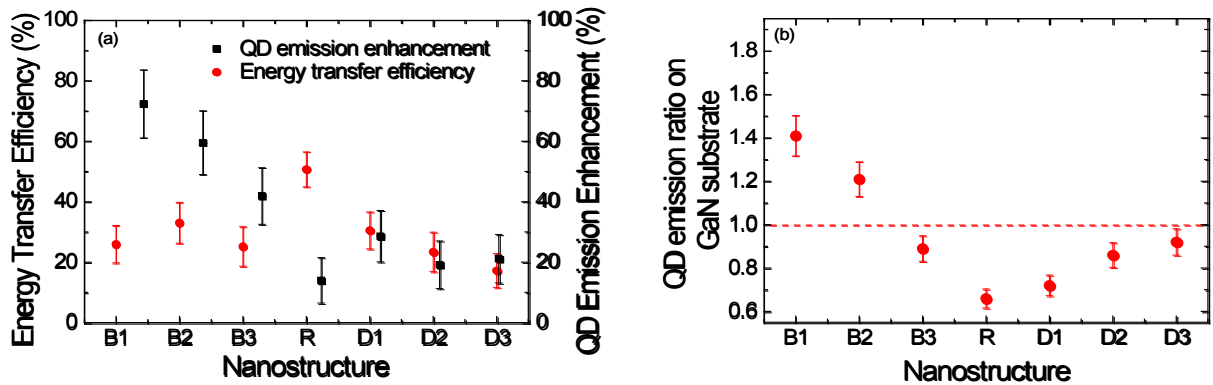 (a)
QD emission enhancement
Energy transfer efficiency
Energy Transfer Efficiency (%)
100
80
60
40
20
0
100
80
60
40
20
0
QD Emission Enhancement (%)
B1 B2 B3 R D1 D2 D3
Nanostructure
(b)
QD emission ratio on
GaN substrate
1.8
1.6
1.4
1.2
1.0
0.8
0.6
B1 B2 B3 R D1 D2 D3
Nanostructure